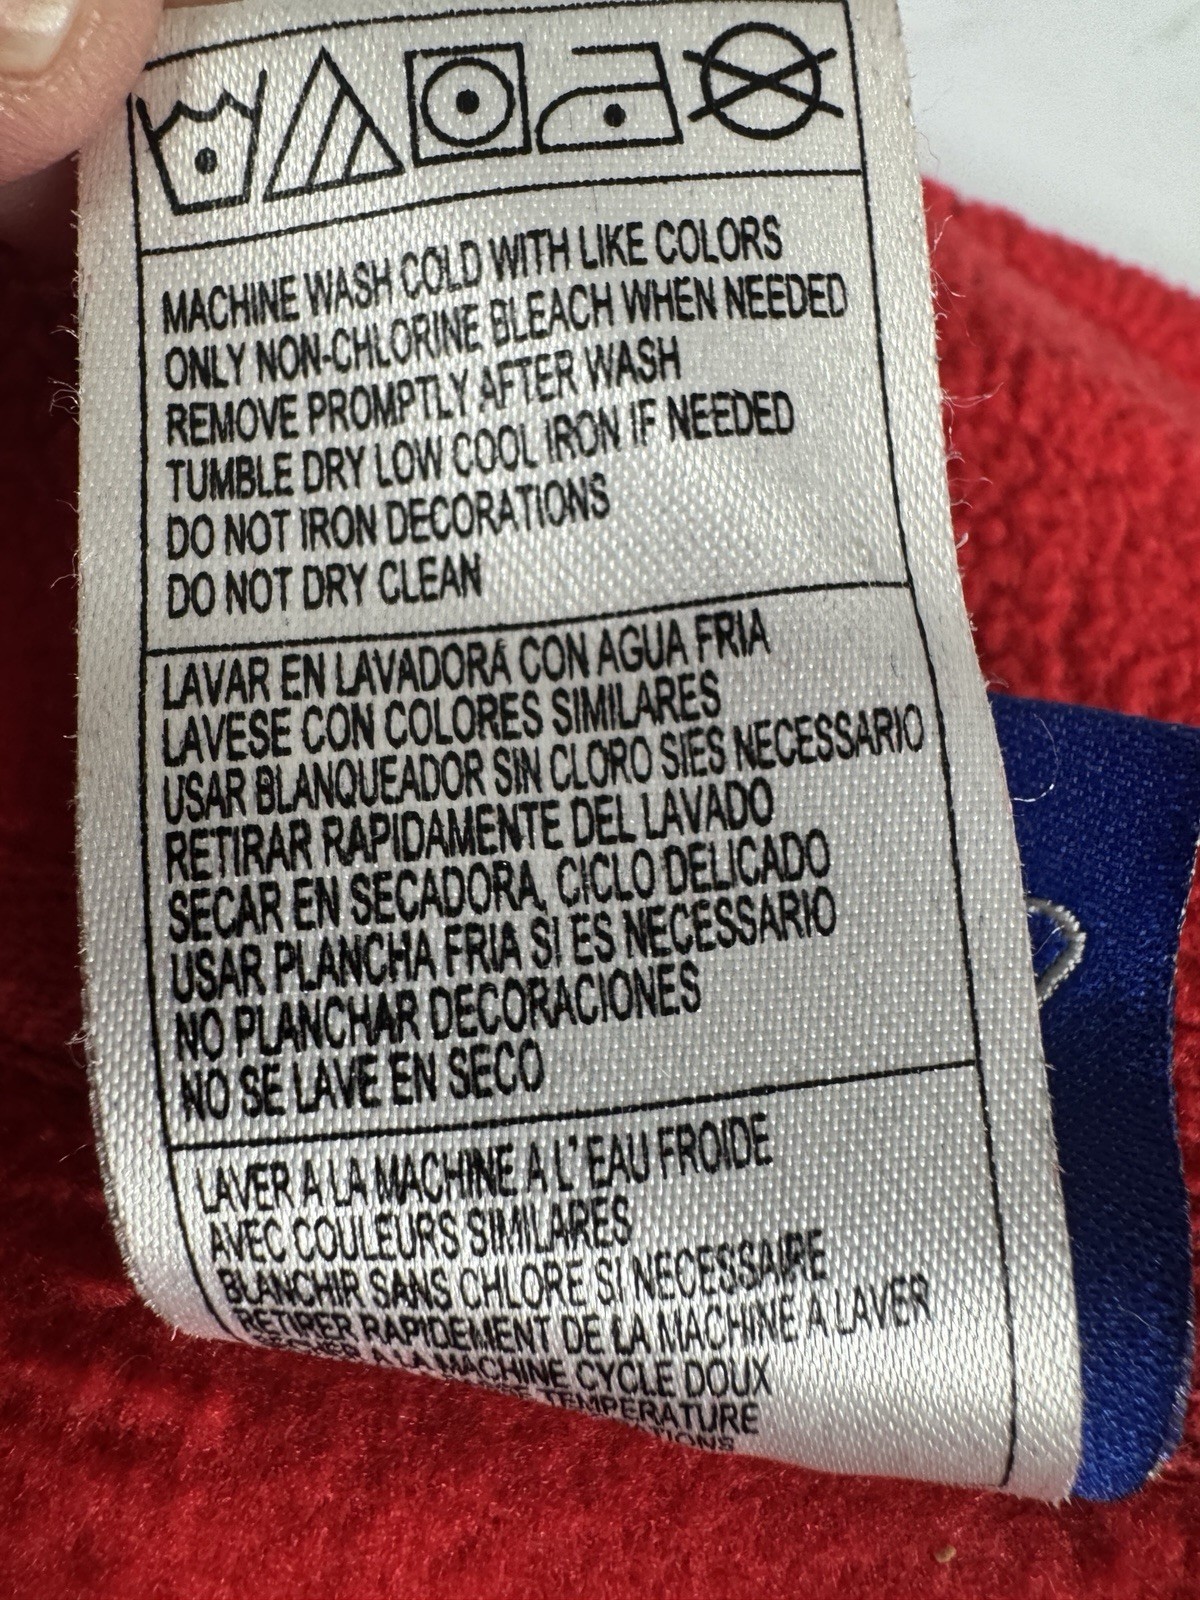 MACHINE WASH COLD WITH LIKE COLORS
ONLY NON-CHLORINE BLEACH WHEN NEEDED
REMOVE PROMPTLY AFTER WASH
TUMBLE DRY LOW COOL IRON IF NEEDED
DO NOT IRON DECORATIONS
DO NOT DRY CLEAN
LAVAR EN LAVADORA CON AGUA FRIA
LAVESE CON COLORES SIMILARES
USAR BLANQUEADOR SIN CLORO SIES NECESSARIO
RETIRAR RAPIDAMENTE DEL LAVADO
SECAR EN SECADORA, CICLO DELICADO
USAR PLANCHA FRIA SI ES NECESSARIO
NO PLANCHAR DECORACIONES
NO SE LAVE EN SECO
LAVER A LA MACHINE A L' EAU FROIDE
AVEC COULEURS SIMILARES
BLANCHIR SANS CHLORE SI NECESSAIRE
RETIRER RAPIDEMENT DE LA MACHINE A LAVER
A LA MACHINE CYCLE DOUX
TEMPERATURE